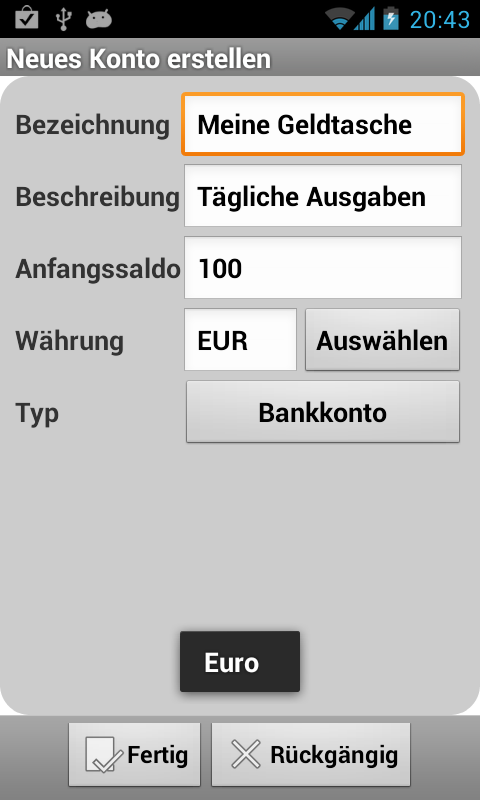 20:43
Neues Konto erstellen
Bezeichnung Meine Geldtasche
Beschreibung Tägliche Ausgaben
Anfangssaldo 100
Währung EUR Auswählen
Typ Bankkonto
Euro
Fertig Rückgängig